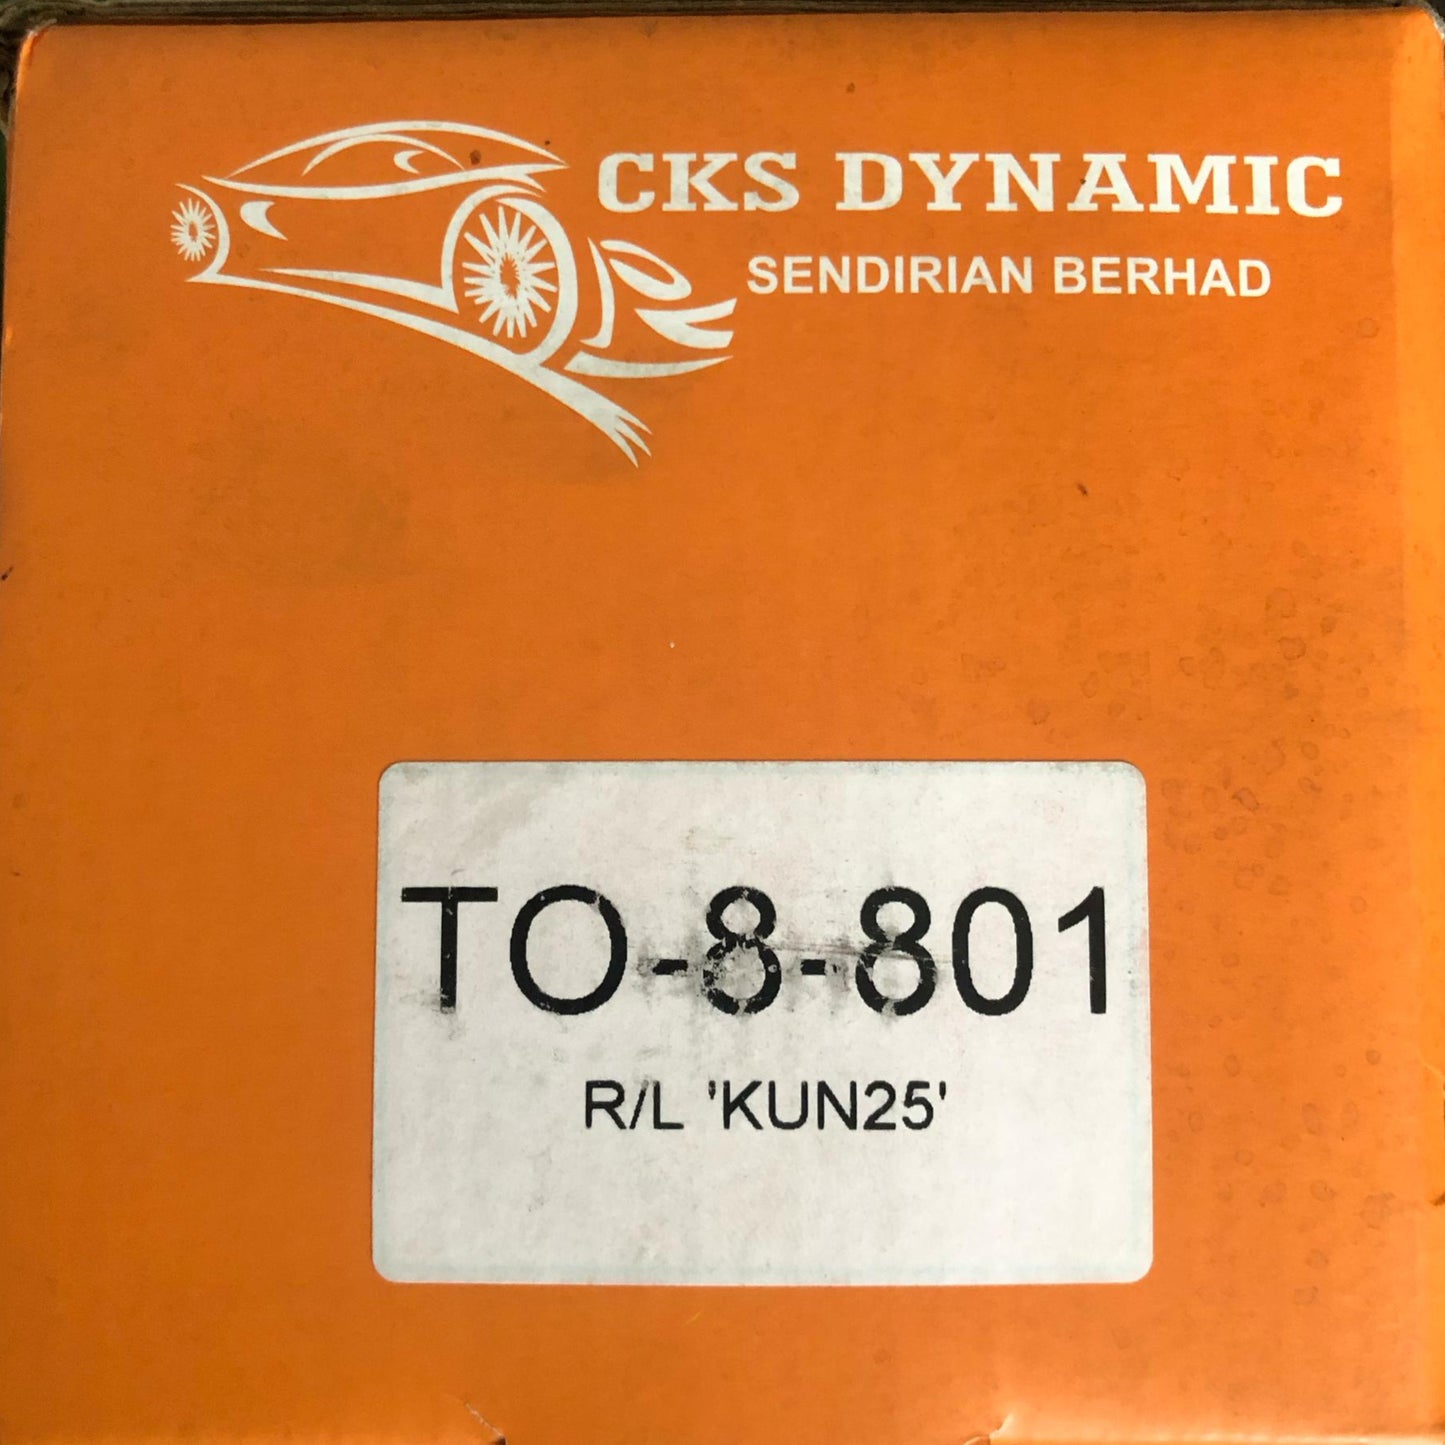 CKS DYNAMIC
SENDIRIAN BERHAD
TO-8-801
R/L 'KUN25'